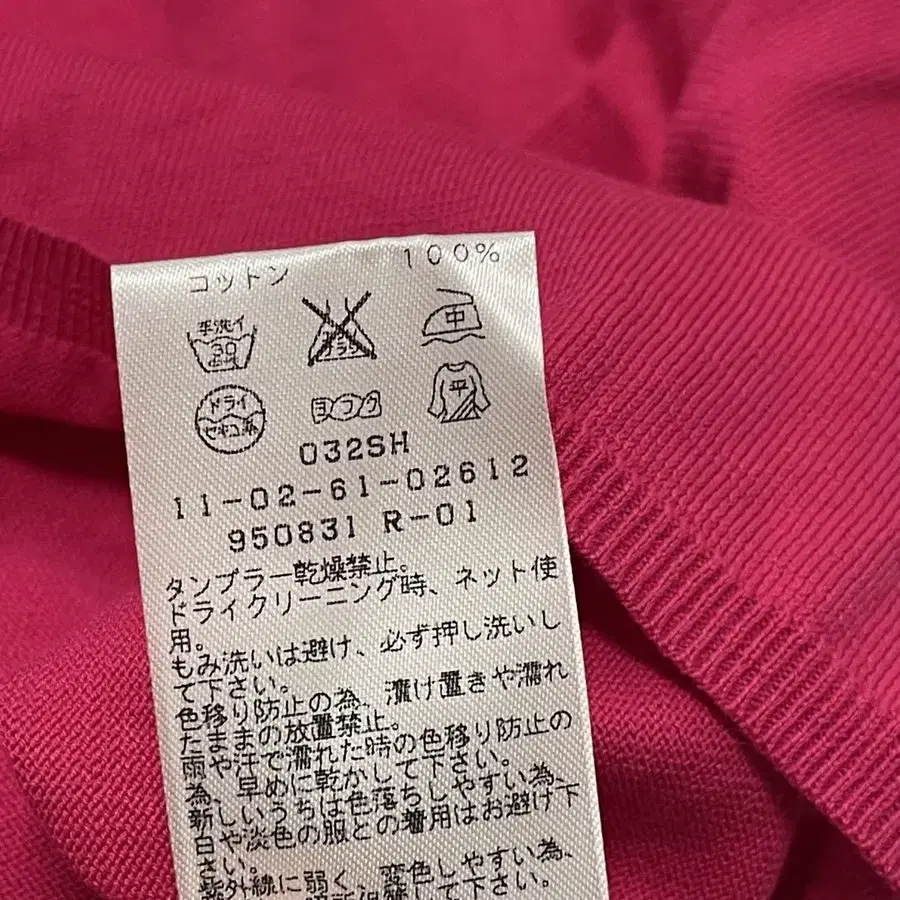 コットン 100%
手洗イ 30 中
ドライ セキユ系 ヨワク 平
032SH
11-02-61-02612
950831 R-01
タンブラー乾燥禁止。
ドライクリーニング時、ネット使
用。
もみ洗いは避け、必ず押し洗いし
て下さい。
色移り防止の為、漬け置きや濡れ
たままの放置禁止。
雨や汗で濡れた時の色移り防止の
為、早めに乾かして下さい。
新しいうちは色落ちしやすい為、
白や淡色の服との着用はお避け下
さい。
紫外線に弱く、変色しやすい為、
して下さい。